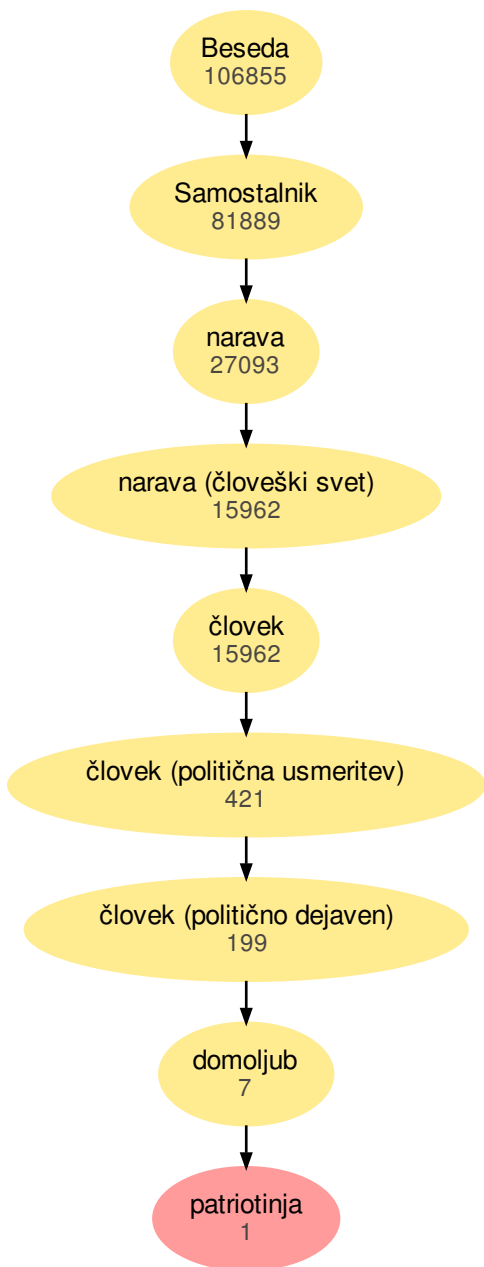 Beseda
106855
Samostalnik
81889
narava
27093
narava (človeški svet)
15962
človek
15962
človek (politična usmeritev)
421
človek (politično dejaven)
199
domoljub
7
patriotinja
1